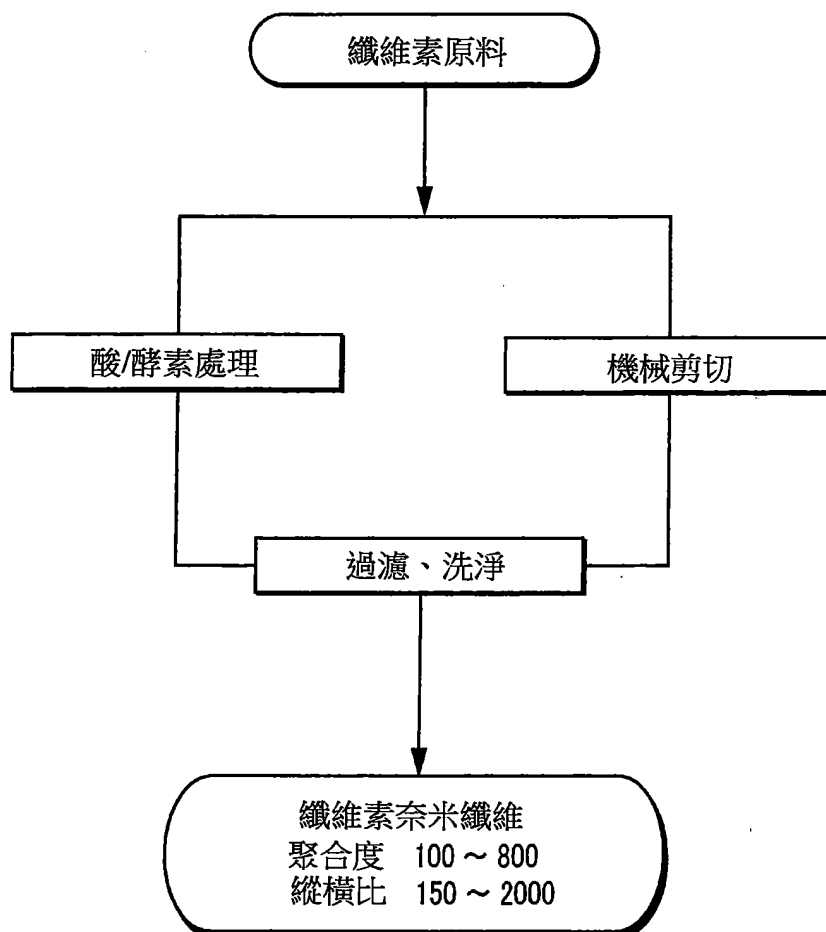 纖維素原料
酸/酵素處理
機械剪切
過濾、洗淨
纖維素奈米纖維
聚合度 100～800
縱橫比 150～2000